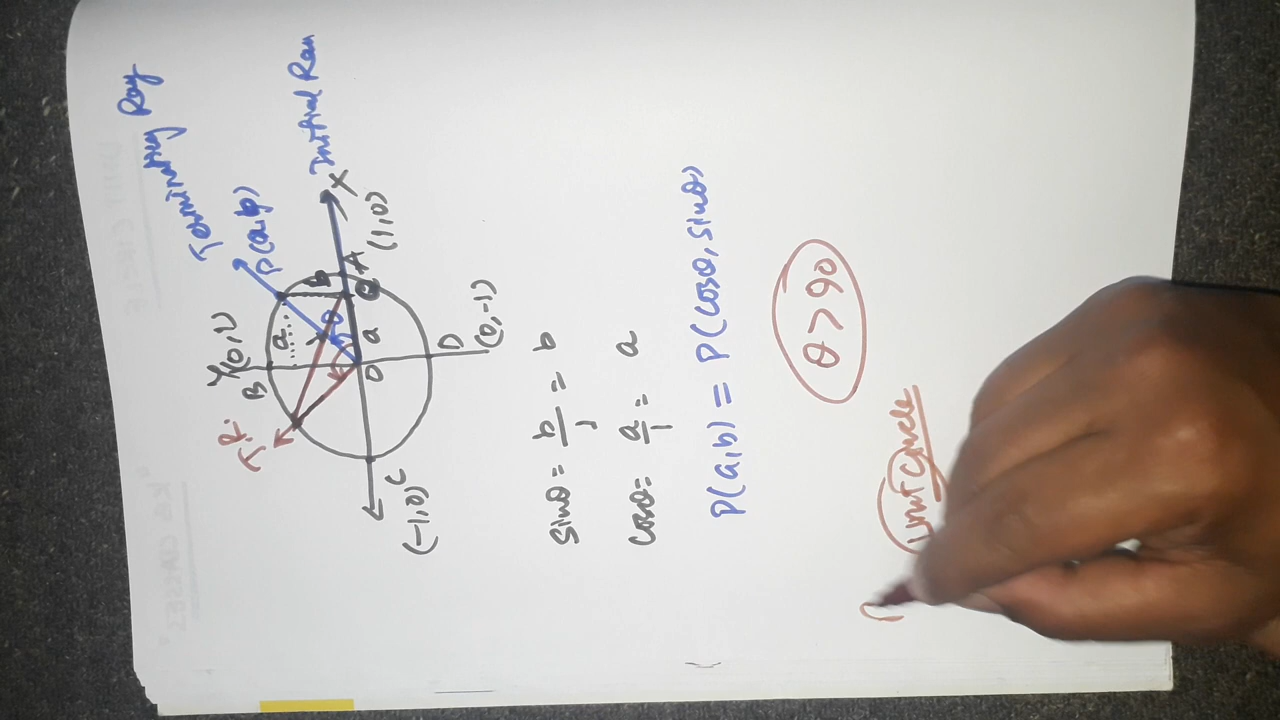 Terminating Ray
P(a,b)
Initial Ray
Y(0,1)
B
a
b
θ
Q
A
X
(1,0)
T.R.
O
a
D
(0,-1)
C
(-1,0)
sinθ = b/1 = b
cosθ = a/1 = a
P(a,b) = P(cosθ, sinθ)
θ > 90
Unit Circle